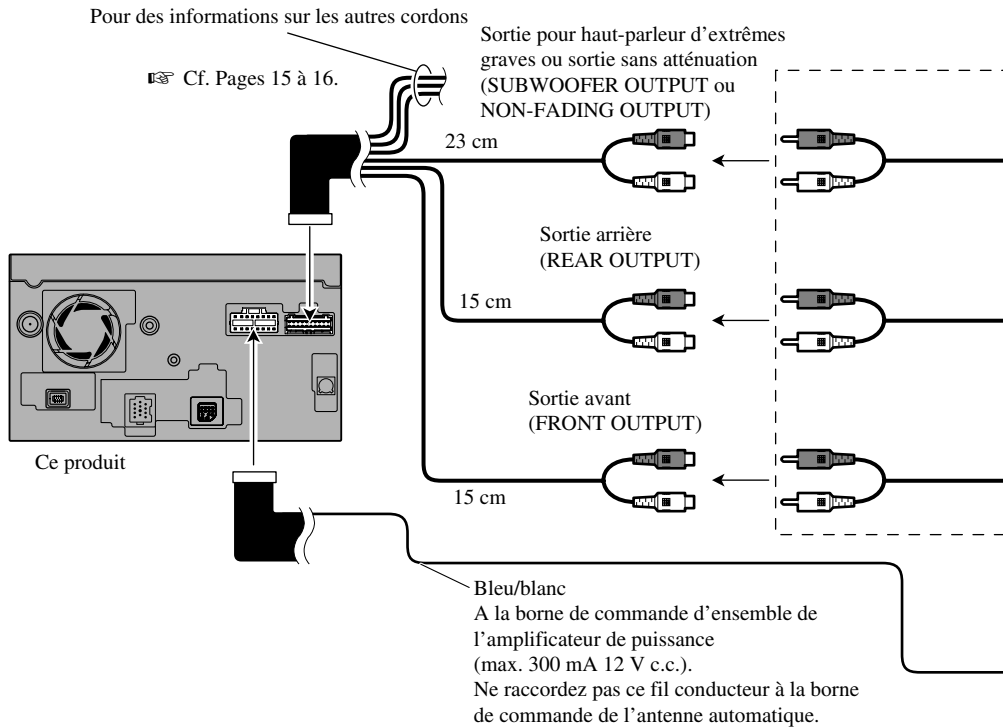 Pour des informations sur les autres cordons
☞ Cf. Pages 15 à 16.
Sortie pour haut-parleur d’extrêmes
graves ou sortie sans atténuation
(SUBWOOFER OUTPUT ou
NON-FADING OUTPUT)
23 cm
Sortie arrière
(REAR OUTPUT)
15 cm
Sortie avant
(FRONT OUTPUT)
Ce produit
15 cm
Bleu/blanc
A la borne de commande d’ensemble de
l’amplificateur de puissance
(max. 300 mA 12 V c.c.).
Ne raccordez pas ce fil conducteur à la borne
de commande de l’antenne automatique.